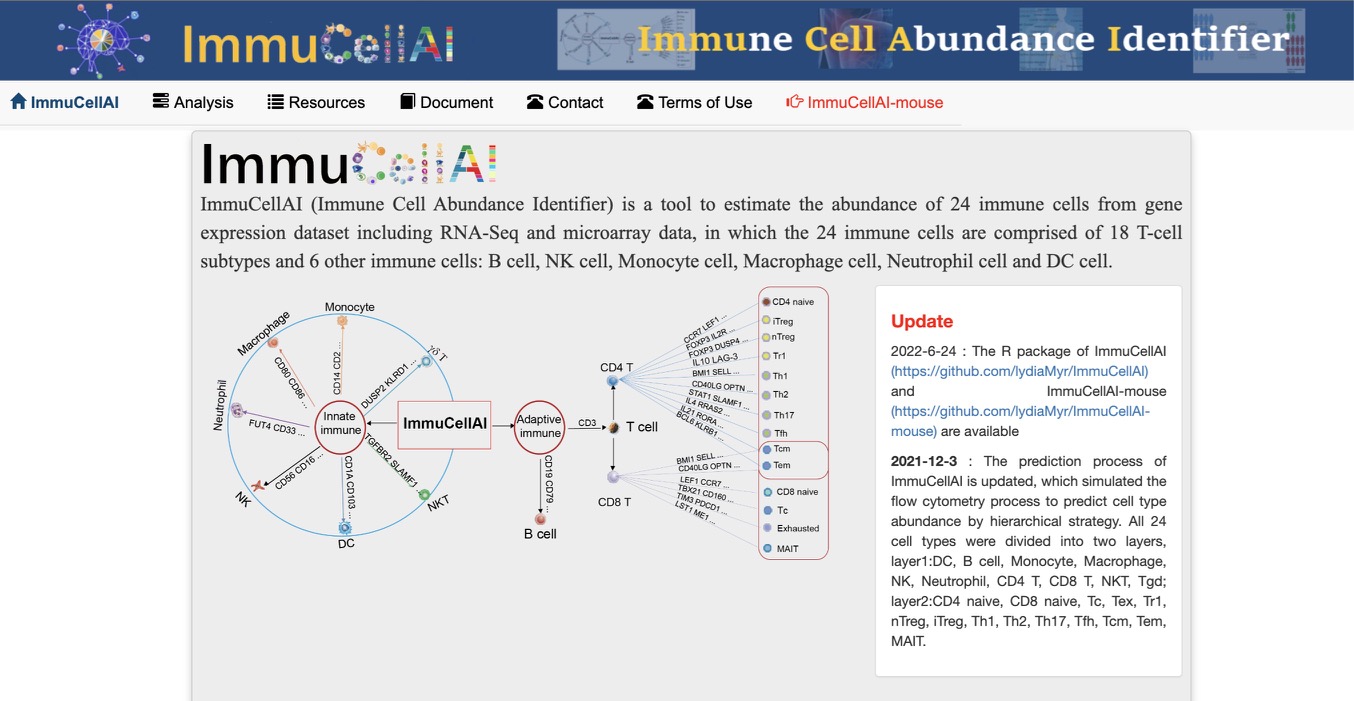 ImmuCellAI
Immune Cell Abundance Identifier
ImmuCellAI
Analysis
Resources
Document
Contact
Terms of Use
ImmuCellAI-mouse
ImmuCellAI
ImmuCellAI (Immune Cell Abundance Identifier) is a tool to estimate the abundance of 24 immune cells from gene
expression dataset including RNA-Seq and microarray data, in which the 24 immune cells are comprised of 18 T-cell
subtypes and 6 other immune cells: B cell, NK cell, Monocyte cell, Macrophage cell, Neutrophil cell and DC cell.
Monocyte
Macrophage
γδ T
Neutrophil
NK
DC
NKT
CD80 CD86 ...
CD14 CD2 ...
DUSP2 KLRD1 ...
FUT4 CD33 ...
CD56 CD16 ...
CD1A CD103 ...
TGFBR2 SLAMF1 ...
Innate
immune
ImmuCellAI
Adaptive
immune
CD19 CD79 ...
B cell
CD3
T cell
CD4 T
CD8 T
CCR7 LEF1 ...
FOXP3 IL2R ...
FOXP3 DUSP4 ...
IL10 LAG-3
BMI1 SELL ...
CD40LG OPTN ...
STAT1 SLAMF1 ...
IL4 RRAS2 ...
IL21 RORA ...
BCL6 KLRB1 ...
BMI1 SELL ...
CD40LG OPTN ...
LEF1 CCR7 ...
TBX21 CD160 ...
TIM3 PDCD1 ...
LST1 ME1 ...
CD4 naive
iTreg
nTreg
Tr1
Th1
Th2
Th17
Tfh
Tcm
Tem
CD8 naive
Tc
Exhausted
MAIT
Update
2022-6-24 : The R package of ImmuCellAI
(https://github.com/lydiaMyr/ImmuCellAI)
and ImmuCellAI-mouse
(https://github.com/lydiaMyr/ImmuCellAI-
mouse) are available
2021-12-3 : The prediction process of
ImmuCellAI is updated, which simulated the
flow cytometry process to predict cell type
abundance by hierarchical strategy. All 24
cell types were divided into two layers,
layer1:DC, B cell, Monocyte, Macrophage,
NK, Neutrophil, CD4 T, CD8 T, NKT, Tgd;
layer2:CD4 naive, CD8 naive, Tc, Tex, Tr1,
nTreg, iTreg, Th1, Th2, Th17, Tfh, Tcm, Tem,
MAIT.